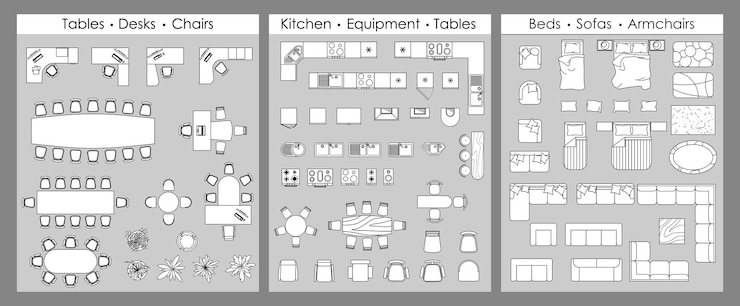 Tables • Desks • Chairs
Kitchen • Equipment • Tables
Beds • Sofas • Armchairs